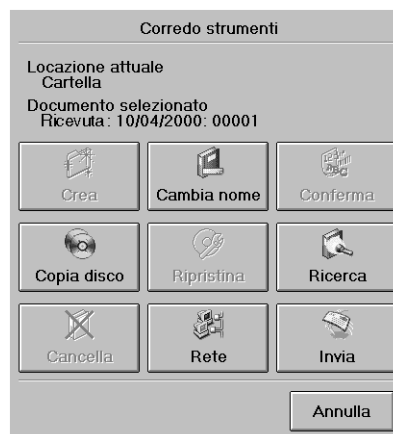 Corredo strumenti
Locazione attuale
Cartella
Documento selezionato
Ricevuta : 10/04/2000: 00001
Crea
Cambia nome
Conferma
Copia disco
Ripristina
Ricerca
Cancella
Rete
Invia
Annulla